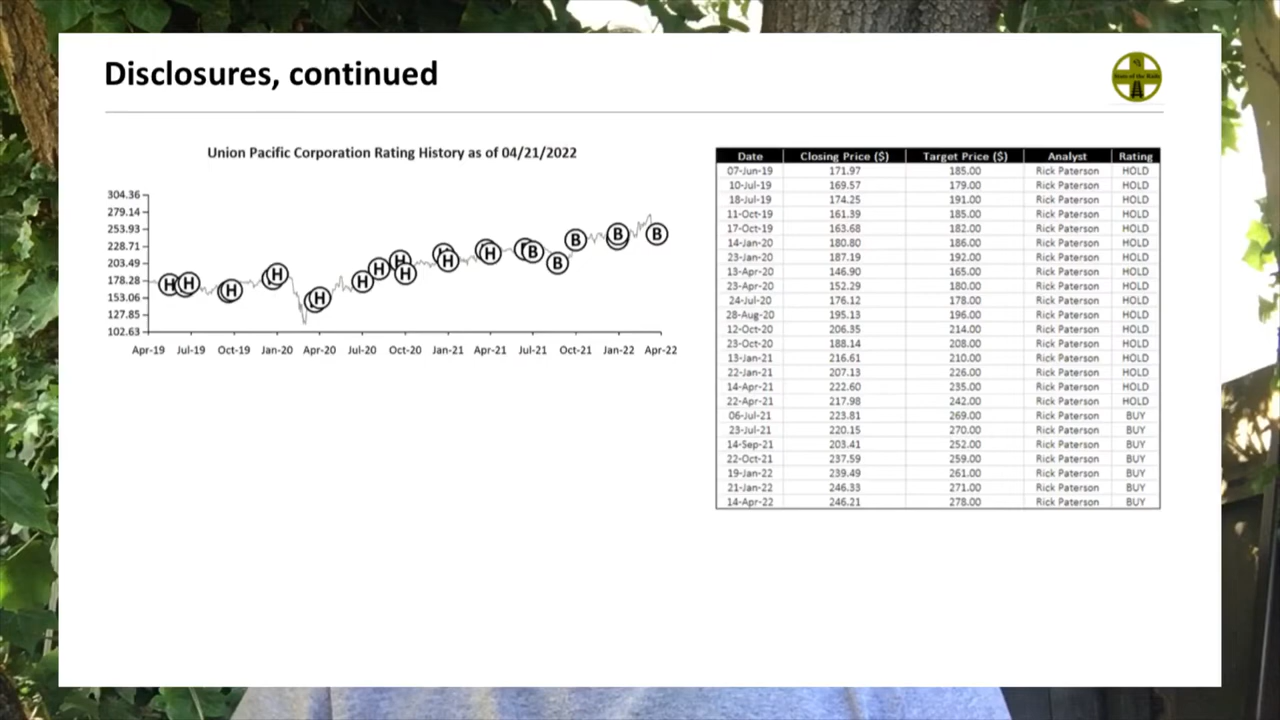 Disclosures, continued
State of the Rails
Union Pacific Corporation Rating History as of 04/21/2022
304.36
279.14
253.93
228.71
203.49
178.28
153.06
127.85
102.63
H H H H H H H H H H H H H B B B B B
Apr-19 Jul-19 Oct-19 Jan-20 Apr-20 Jul-20 Oct-20 Jan-21 Apr-21 Jul-21 Oct-21 Jan-22 Apr-22
Date Closing Price ($) Target Price ($) Analyst Rating
07-Jun-19 171.97 185.00 Rick Paterson HOLD
10-Jul-19 169.57 179.00 Rick Paterson HOLD
18-Jul-19 174.25 191.00 Rick Paterson HOLD
11-Oct-19 161.39 185.00 Rick Paterson HOLD
17-Oct-19 163.68 182.00 Rick Paterson HOLD
14-Jan-20 180.80 186.00 Rick Paterson HOLD
23-Jan-20 187.19 192.00 Rick Paterson HOLD
13-Apr-20 146.90 165.00 Rick Paterson HOLD
23-Apr-20 152.29 180.00 Rick Paterson HOLD
24-Jul-20 176.12 178.00 Rick Paterson HOLD
28-Aug-20 195.13 196.00 Rick Paterson HOLD
12-Oct-20 206.35 214.00 Rick Paterson HOLD
23-Oct-20 188.14 208.00 Rick Paterson HOLD
13-Jan-21 216.61 210.00 Rick Paterson HOLD
22-Jan-21 207.13 226.00 Rick Paterson HOLD
14-Apr-21 222.60 235.00 Rick Paterson HOLD
22-Apr-21 217.98 242.00 Rick Paterson HOLD
06-Jul-21 223.81 269.00 Rick Paterson BUY
23-Jul-21 220.15 270.00 Rick Paterson BUY
14-Sep-21 203.41 252.00 Rick Paterson BUY
22-Oct-21 237.59 259.00 Rick Paterson BUY
19-Jan-22 239.49 261.00 Rick Paterson BUY
21-Jan-22 246.33 271.00 Rick Paterson BUY
14-Apr-22 246.21 278.00 Rick Paterson BUY